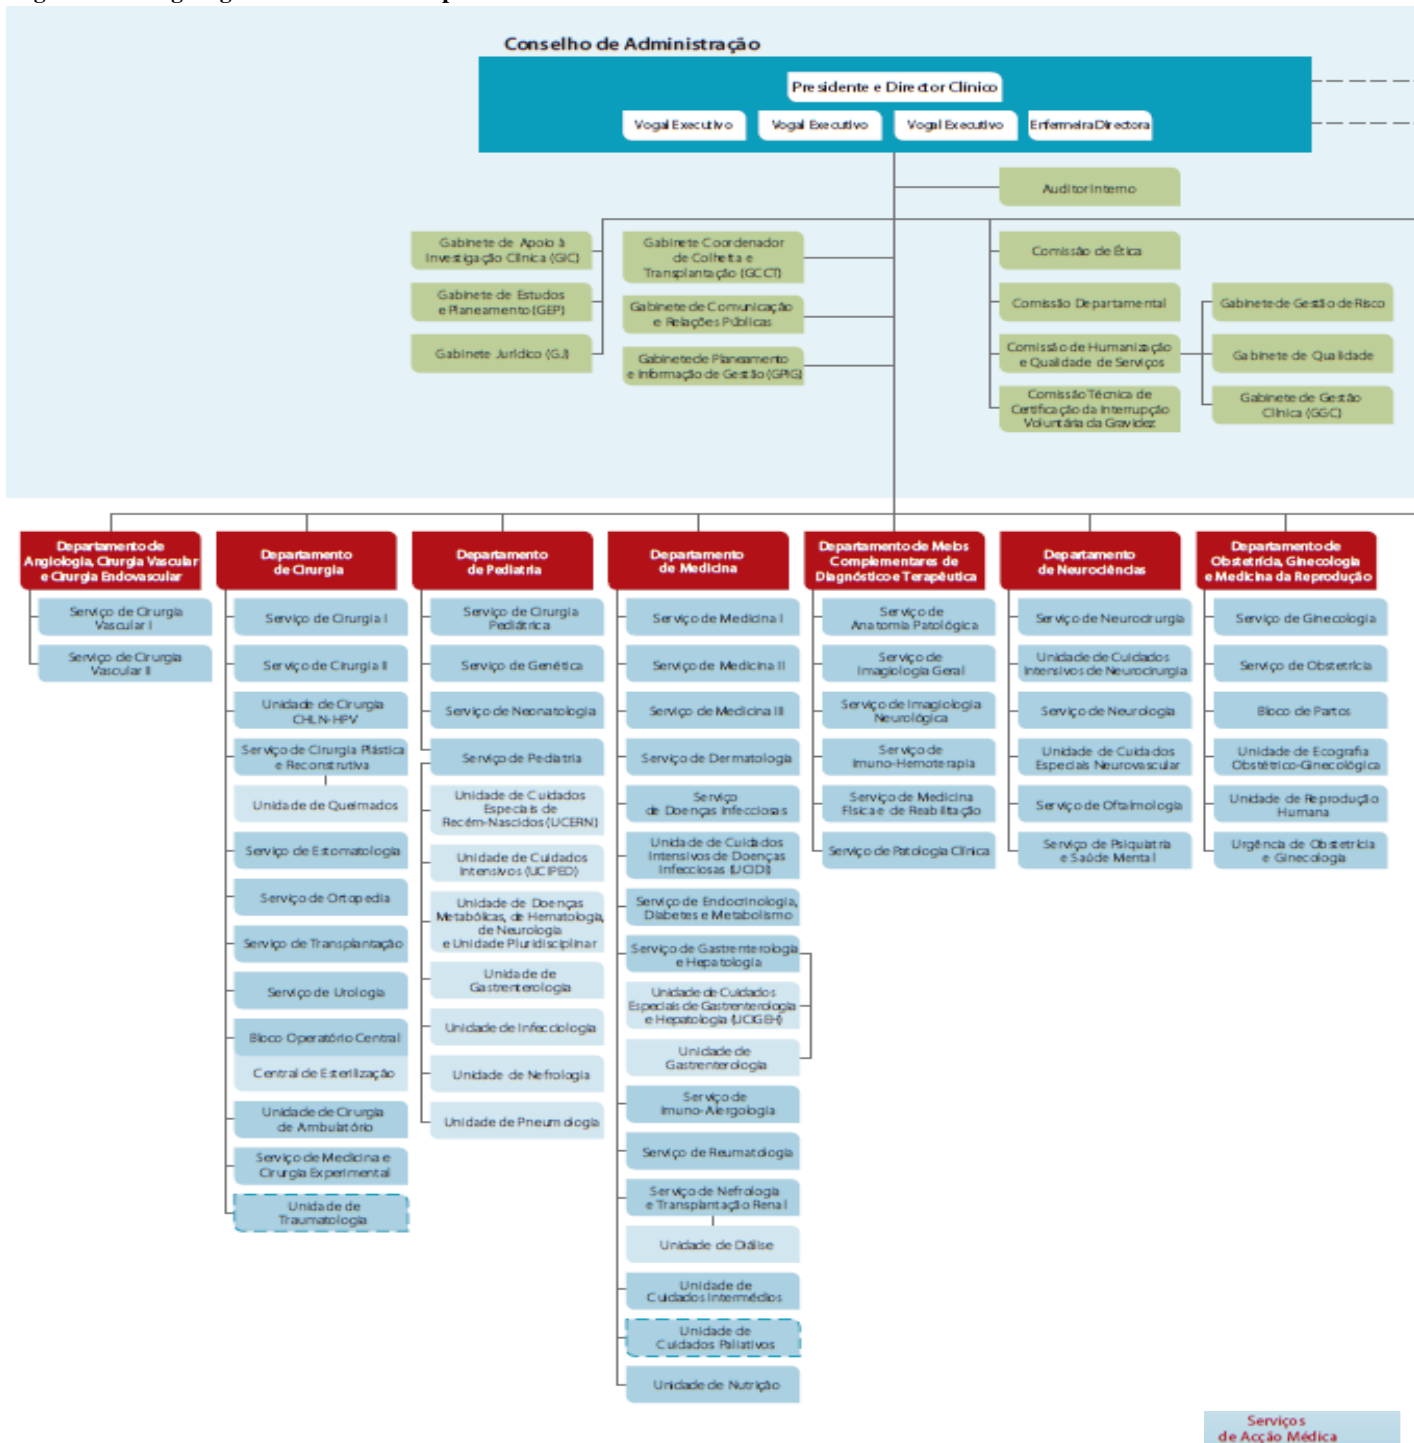 Conselho de Administração
Presidente e Director Clínico
Vogal Executivo
Vogal Executivo
Vogal Executivo
Enfermeira Directora
Auditor Interno
Gabinete de Apoio à
Investigação Clínica (GIC)
Gabinete de Estudos
e Planeamento (GEP)
Gabinete Jurídico (GJ)
Gabinete Coordenador
de Colheita e
Transplantação (GCCT)
Gabinete de Comunicação
e Relações Públicas
Gabinete de Planeamento
e Informação de Gestão (GPIG)
Comissão de Ética
Comissão Departamental
Comissão de Humanização
e Qualidade de Serviços
Comissão Técnica de
Certificação da Interrupção
Voluntária da Gravidez
Gabinete de Gestão de Risco
Gabinete de Qualidade
Gabinete de Gestão
Clínica (GGC)
Departamento de
Angiologia, Cirurgia Vascular
e Cirurgia Endovascular
Serviço de Cirurgia
Vascular I
Serviço de Cirurgia
Vascular II
Departamento
de Cirurgia
Serviço de Cirurgia I
Serviço de Cirurgia II
Unidade de Cirurgia
CHLN-HPV
Serviço de Cirurgia Plástica
e Reconstrutiva
Unidade de Queimados
Serviço de Estomatologia
Serviço de Ortopedia
Serviço de Transplantação
Serviço de Urologia
Bloco Operatório Central
Central de Esterilização
Unidade de Cirurgia
de Ambulatório
Serviço de Medicina e
Cirurgia Experimental
Unidade de
Traumatologia
Departamento
de Pediatria
Serviço de Cirurgia
Pediátrica
Serviço de Genética
Serviço de Neonatologia
Serviço de Pediatria
Unidade de Cuidados
Especiais de
Recém-Nascidos (UCERN)
Unidade de Cuidados
Intensivos (UCIPED)
Unidade de Doenças
Metabólicas, de Hematologia,
de Neurologia
e Unidade Pluridisciplinar
Unidade de
Gastrenterologia
Unidade de Infecciologia
Unidade de Nefrologia
Unidade de Pneumologia
Departamento
de Medicina
Serviço de Medicina I
Serviço de Medicina II
Serviço de Medicina III
Serviço de Dermatologia
Serviço
de Doenças Infecciosas
Unidade de Cuidados
Intensivos de Doenças
Infecciosas (UCIDI)
Serviço de Endocrinologia,
Diabetes e Metabolismo
Serviço de Gastrenterologia
e Hepatologia
Unidade de Cuidados
Especiais de Gastrenterologia
e Hepatologia (UCIGEH)
Unidade de
Gastrenterologia
Serviço de
Imuno-Alergologia
Serviço de Reumatologia
Serviço de Nefrologia
e Transplantação Renal
Unidade de Diálise
Unidade de
Cuidados Intermédios
Unidade de
Cuidados Paliativos
Unidade de Nutrição
Departamento de Meios
Complementares de
Diagnóstico e Terapêutica
Serviço de
Anatomia Patológica
Serviço de
Imagiologia Geral
Serviço de Imagiologia
Neurológica
Serviço de
Imuno-Hemoterapia
Serviço de Medicina
Física e de Reabilitação
Serviço de Patologia Clínica
Departamento
de Neurociências
Serviço de Neurocirurgia
Unidade de Cuidados
Intensivos de Neurocirurgia
Serviço de Neurologia
Unidade de Cuidados
Especiais Neurovascular
Serviço de Oftalmologia
Serviço de Psiquiatria
e Saúde Mental
Departamento de
Obstetrícia, Ginecologia
e Medicina da Reprodução
Serviço de Ginecologia
Serviço de Obstetrícia
Bloco de Partos
Unidade de Ecografia
Obstétrico-Ginecológica
Unidade de Reprodução
Humana
Urgência de Obstetrícia
e Ginecologia
Serviços
de Acção Médica